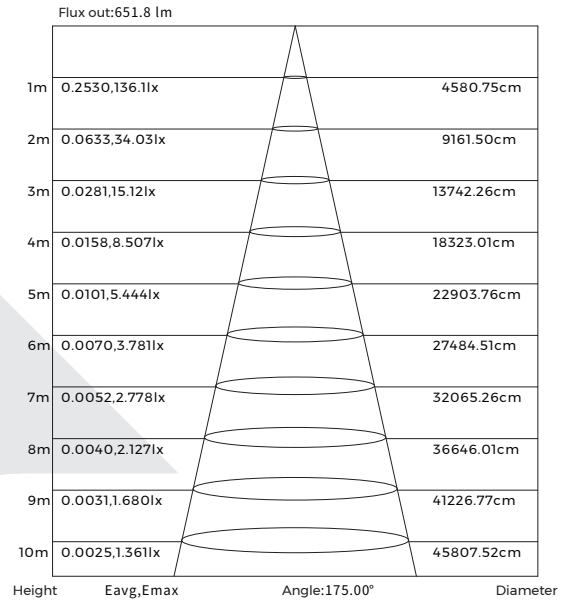 Flux out:651.8 lm
1m 0.2530,136.1lx 4580.75cm
2m 0.0633,34.03lx 9161.50cm
3m 0.0281,15.12lx 13742.26cm
4m 0.0158,8.507lx 18323.01cm
5m 0.0101,5.444lx 22903.76cm
6m 0.0070,3.781lx 27484.51cm
7m 0.0052,2.778lx 32065.26cm
8m 0.0040,2.127lx 36646.01cm
9m 0.0031,1.680lx 41226.77cm
10m 0.0025,1.361lx 45807.52cm
Height Eavg,Emax Angle:175.00° Diameter